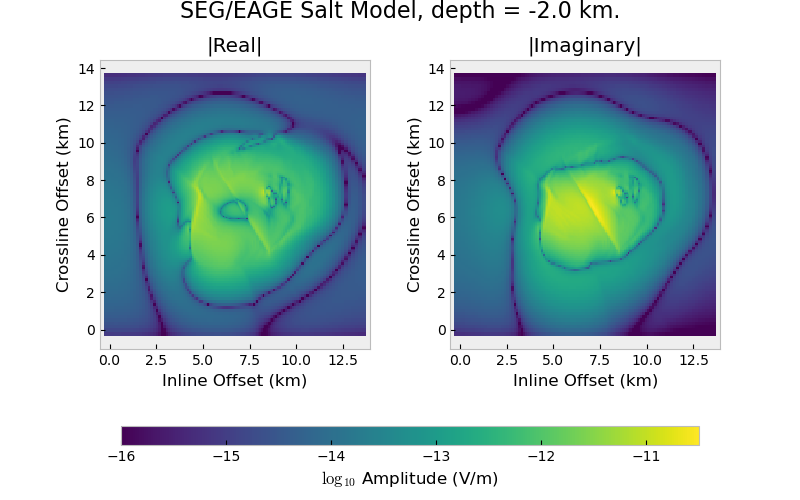 SEG/EAGE Salt Model, depth = -2.0 km.
|Real|
|Imaginary|
14
12
10
8
6
4
2
0
Crossline Offset (km)
0.0 2.5 5.0 7.5 10.0 12.5
Inline Offset (km)
14
12
10
8
6
4
2
0
Crossline Offset (km)
0.0 2.5 5.0 7.5 10.0 12.5
Inline Offset (km)
−16 −15 −14 −13 −12 −11
log₁₀ Amplitude (V/m)